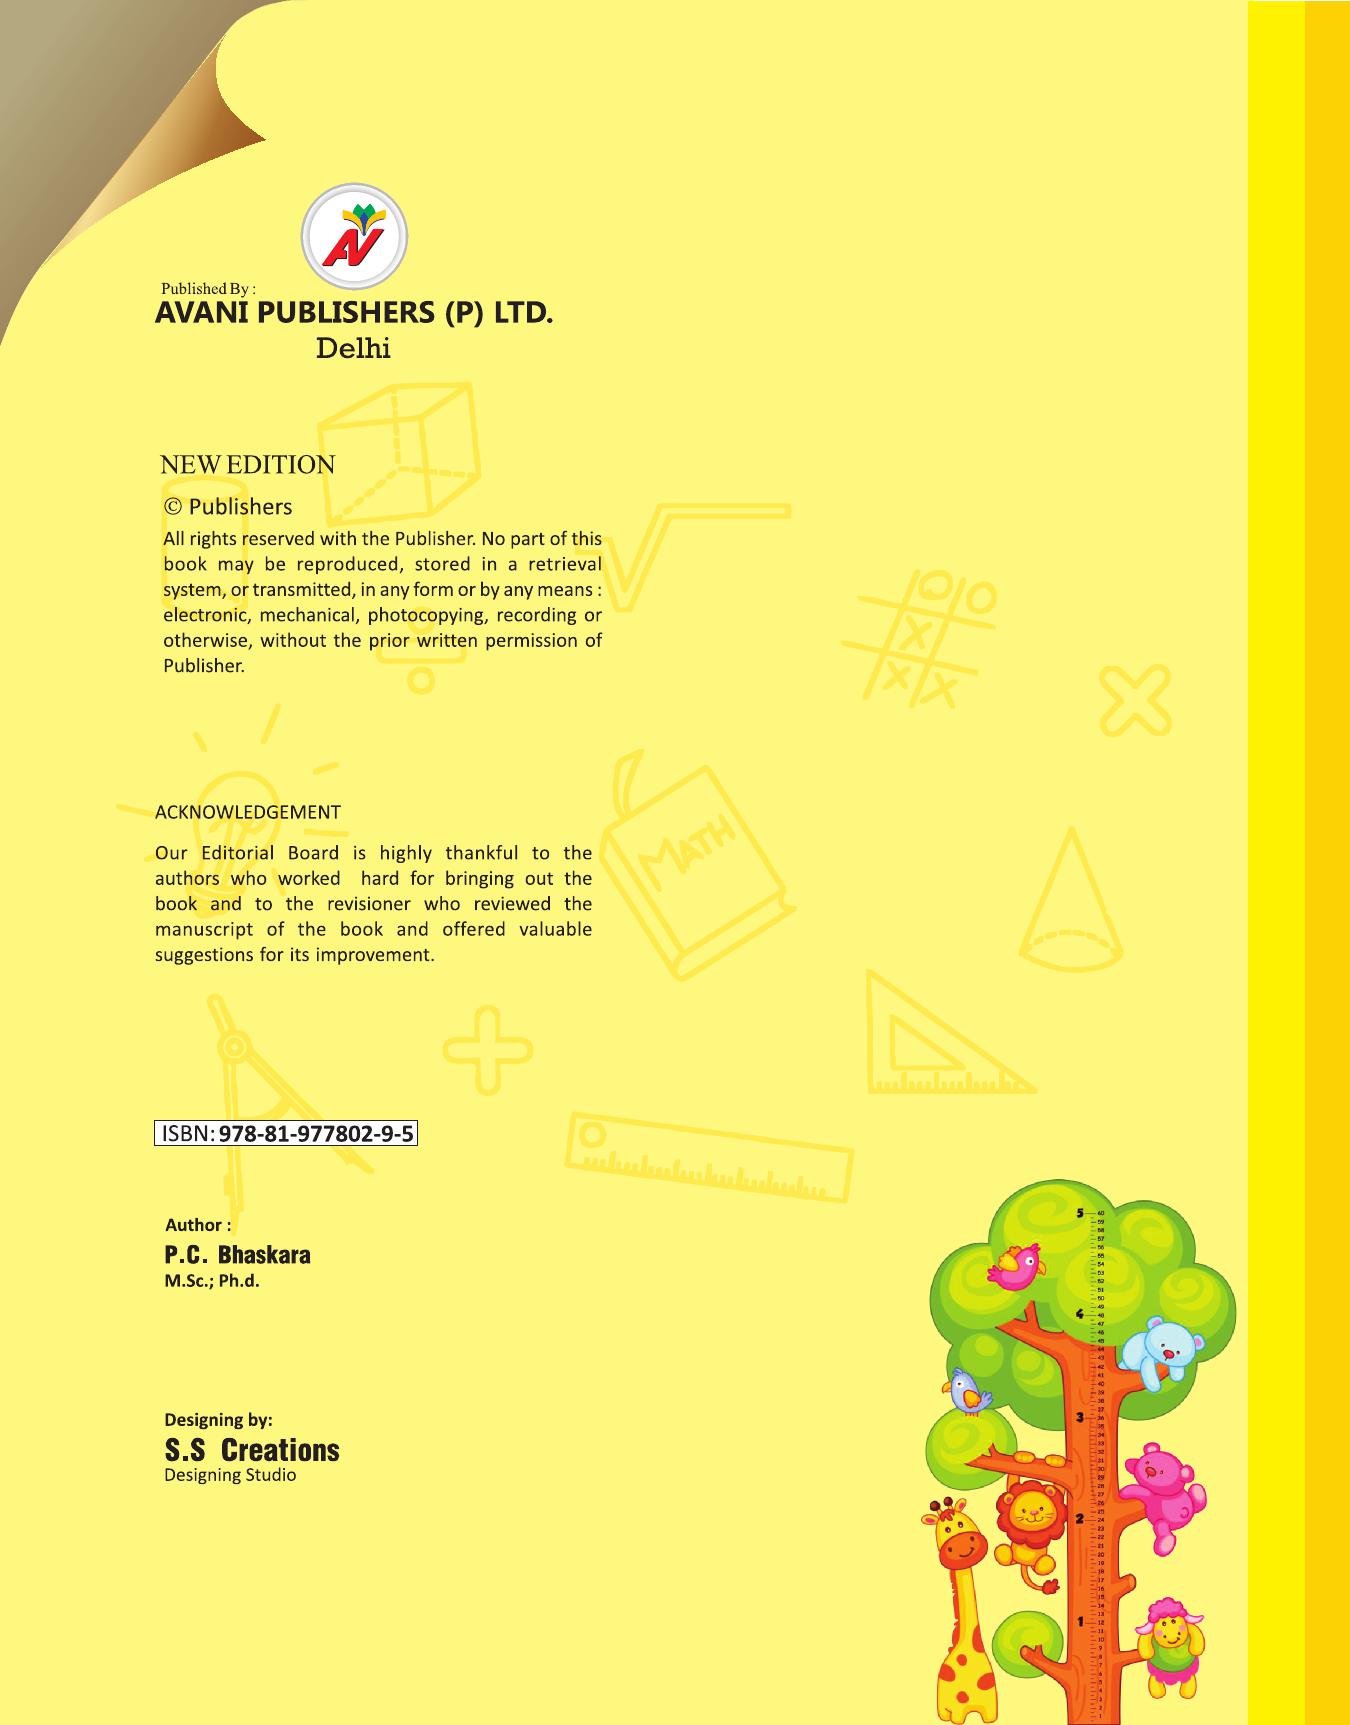 AV
Published By :
AVANI PUBLISHERS (P) LTD.
Delhi
NEW EDITION
© Publishers
All rights reserved with the Publisher. No part of this
book may be reproduced, stored in a retrieval
system, or transmitted, in any form or by any means :
electronic, mechanical, photocopying, recording or
otherwise, without the prior written permission of
Publisher.
ACKNOWLEDGEMENT
Our Editorial Board is highly thankful to the
authors who worked hard for bringing out the
book and to the revisioner who reviewed the
manuscript of the book and offered valuable
suggestions for its improvement.
MATH
ISBN: 978-81-977802-9-5
Author :
P.C. Bhaskara
M.Sc.; Ph.d.
Designing by:
S.S Creations
Designing Studio
5
4
3
2
1